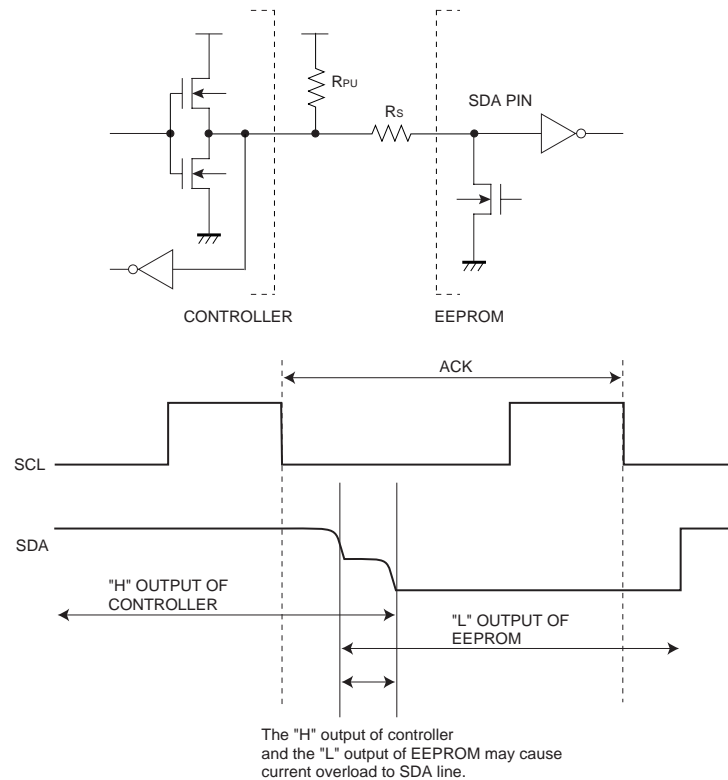 RPU
RS
SDA PIN
CONTROLLER
EEPROM
ACK
SCL
SDA
"H" OUTPUT OF
CONTROLLER
"L" OUTPUT OF
EEPROM
The "H" output of controller
and the "L" output of EEPROM may cause
current overload to SDA line.